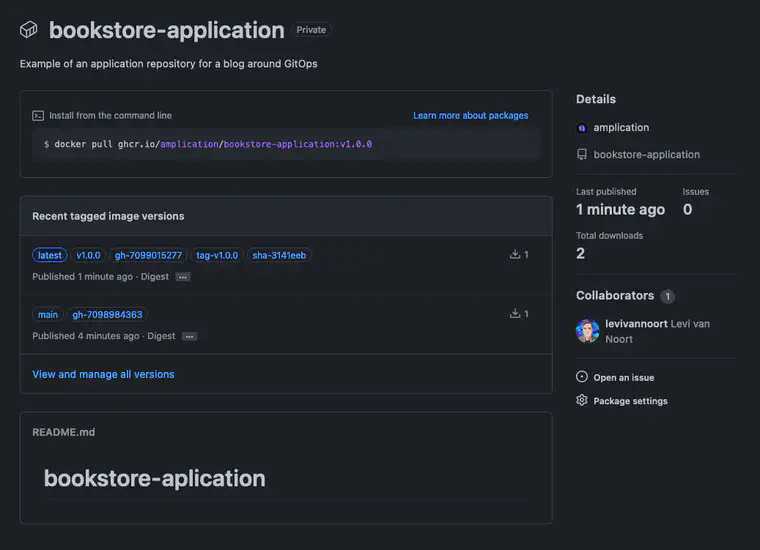 bookstore-application Private
Example of an application repository for a blog around GitOps
Install from the command line Learn more about packages
$ docker pull ghcr.io/amplication/bookstore-application:v1.0.0
Recent tagged image versions
latest v1.0.0 gh-7099015277 tag-v1.0.0 sha-3141eeb 1
Published 1 minute ago · Digest ...
main gh-7098984363 1
Published 4 minutes ago · Digest ...
View and manage all versions
README.md
bookstore-aplication
Details
amplication
bookstore-application
Last published Issues
1 minute ago 0
Total downloads
2
Collaborators 1
levivannoort Levi van
Noort
Open an issue
Package settings